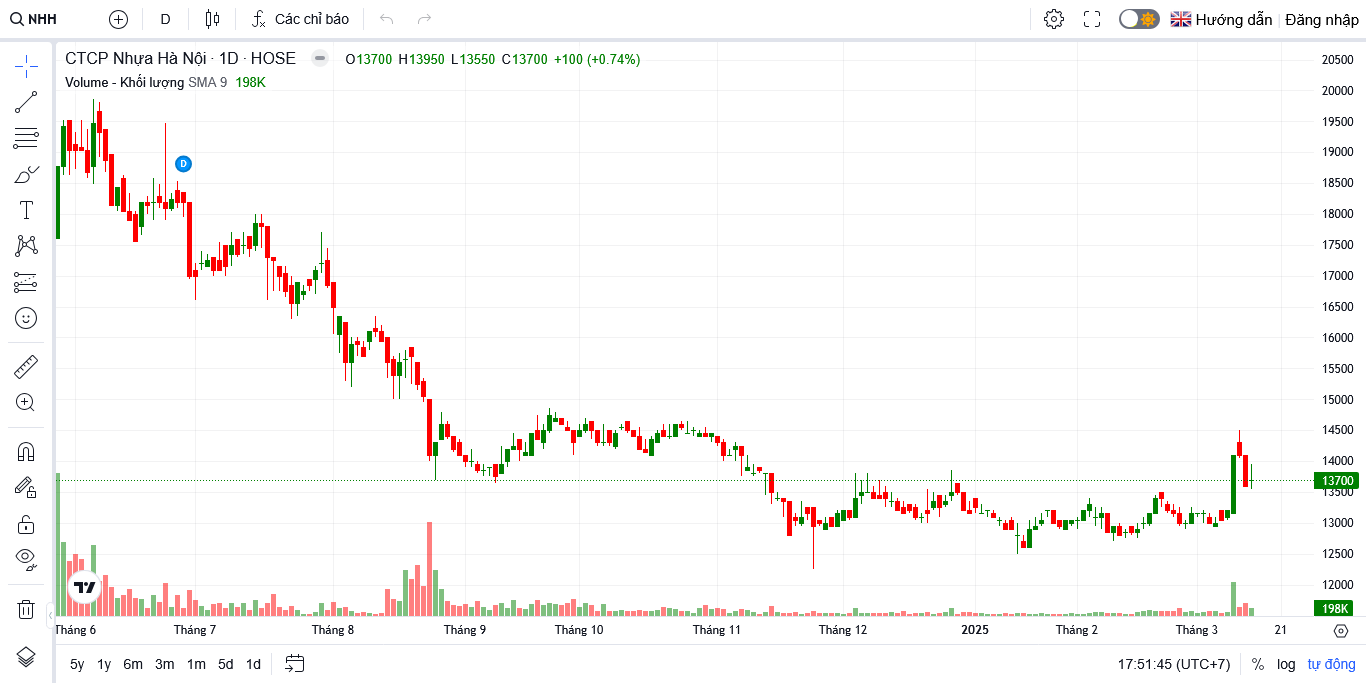 NHH D Các chỉ báo Hướng dẫn Đăng nhập
CTCP Nhựa Hà Nội · 1D · HOSE O13700 H13950 L13550 C13700 +100 (+0.74%)
Volume - Khối lượng SMA 9 198K
D
20500
20000
19500
19000
18500
18000
17500
17000
16500
16000
15500
15000
14500
14000
13700
13500
13000
12500
12000
198K
Tháng 6 Tháng 7 Tháng 8 Tháng 9 Tháng 10 Tháng 11 Tháng 12 2025 Tháng 2 Tháng 3 21
5y 1y 6m 3m 1m 5d 1d 17:51:45 (UTC+7) % log tự động